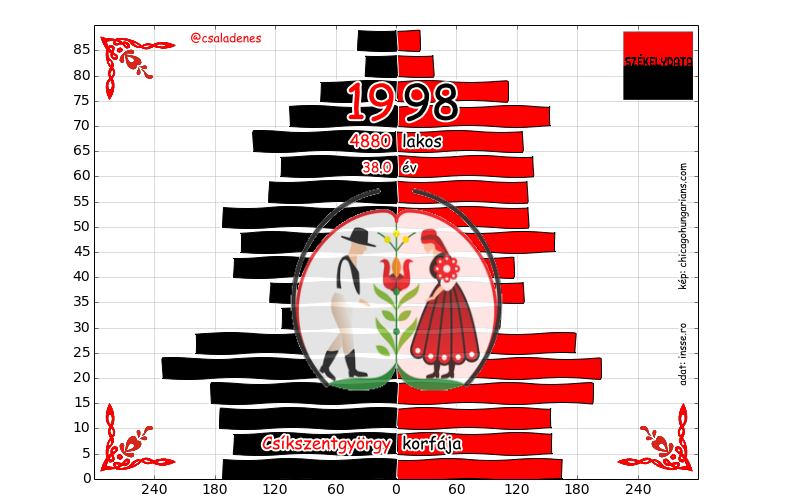 @csaladenes
SZÉKELYDATA
1998
4880 lakos
38.0 év
kép: chicagohungarians.com
adat: insse.ro
Csíkszentgyörgy korfája
85
80
75
70
65
60
55
50
45
40
35
30
25
20
15
10
5
0
240 180 120 60 0 60 120 180 240